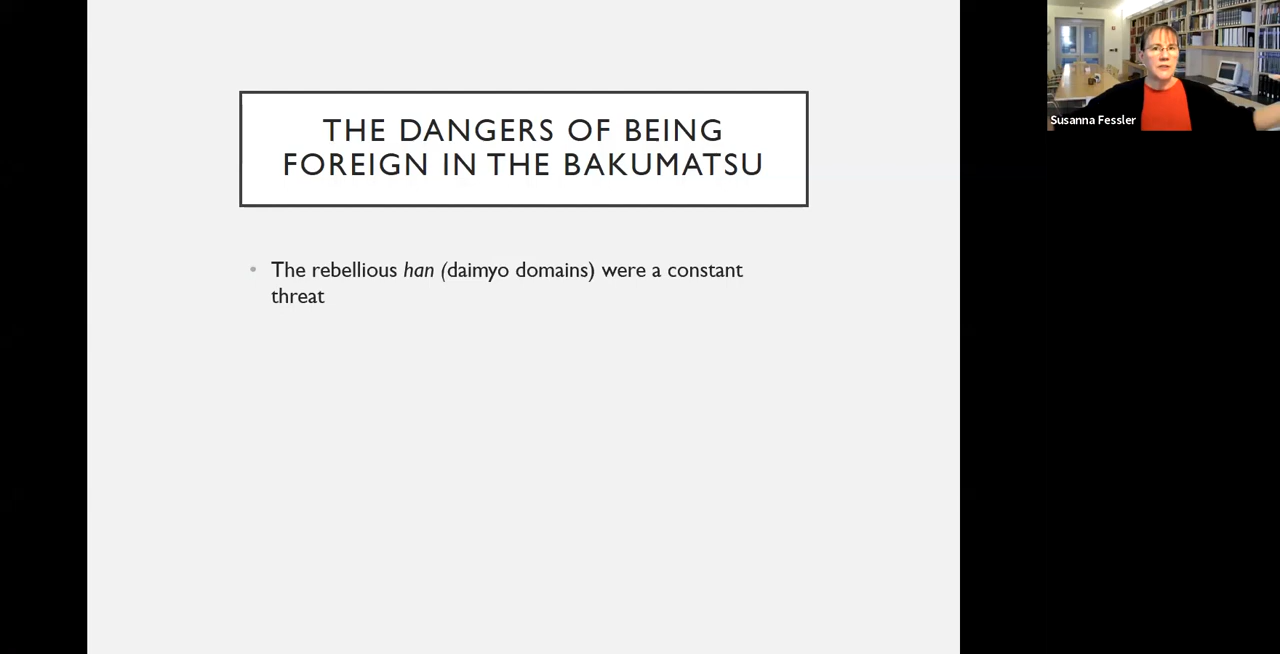 THE DANGERS OF BEING
FOREIGN IN THE BAKUMATSU
• The rebellious han (daimyo domains) were a constant
threat
Susanna Fessler